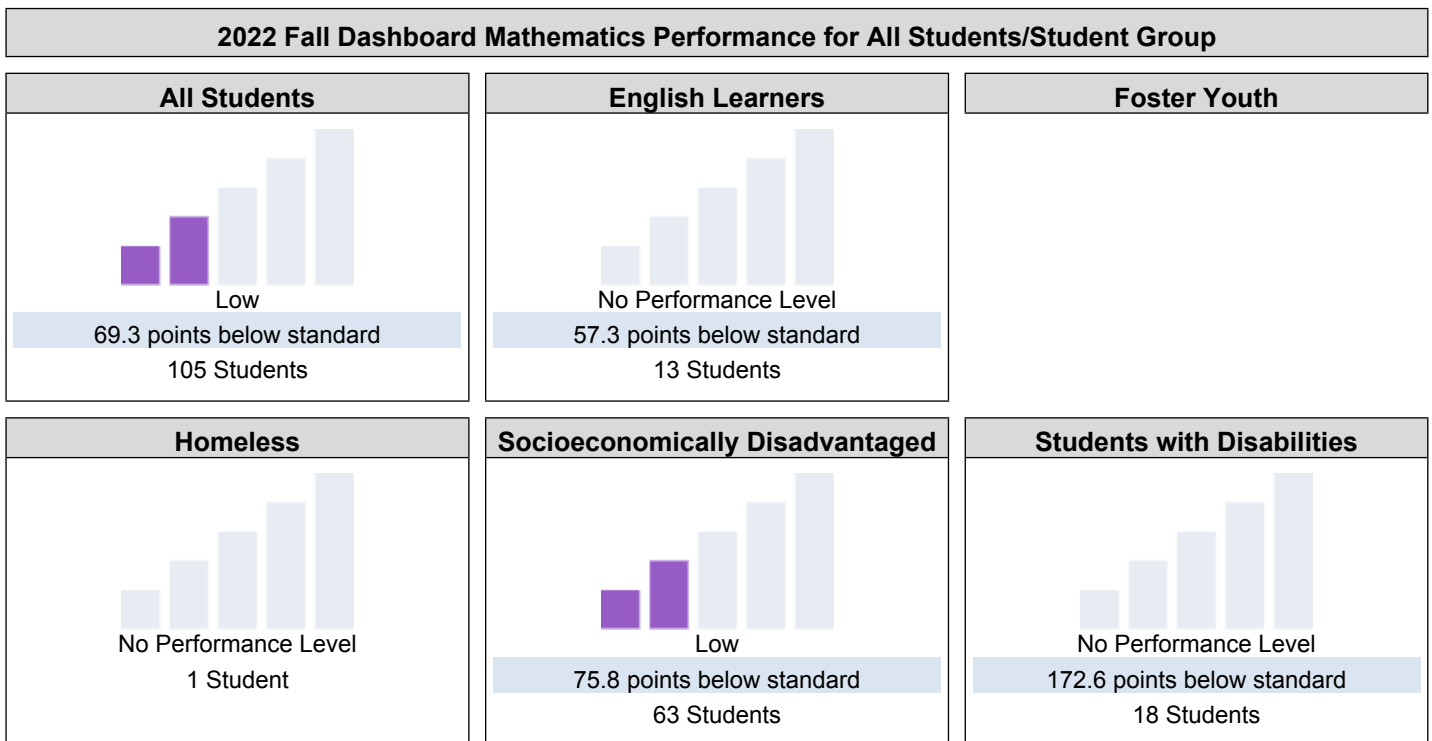 2022 Fall Dashboard Mathematics Performance for All Students/Student Group
All Students
Low
69.3 points below standard
105 Students
English Learners
No Performance Level
57.3 points below standard
13 Students
Foster Youth
Homeless
No Performance Level
1 Student
Socioeconomically Disadvantaged
Low
75.8 points below standard
63 Students
Students with Disabilities
No Performance Level
172.6 points below standard
18 Students